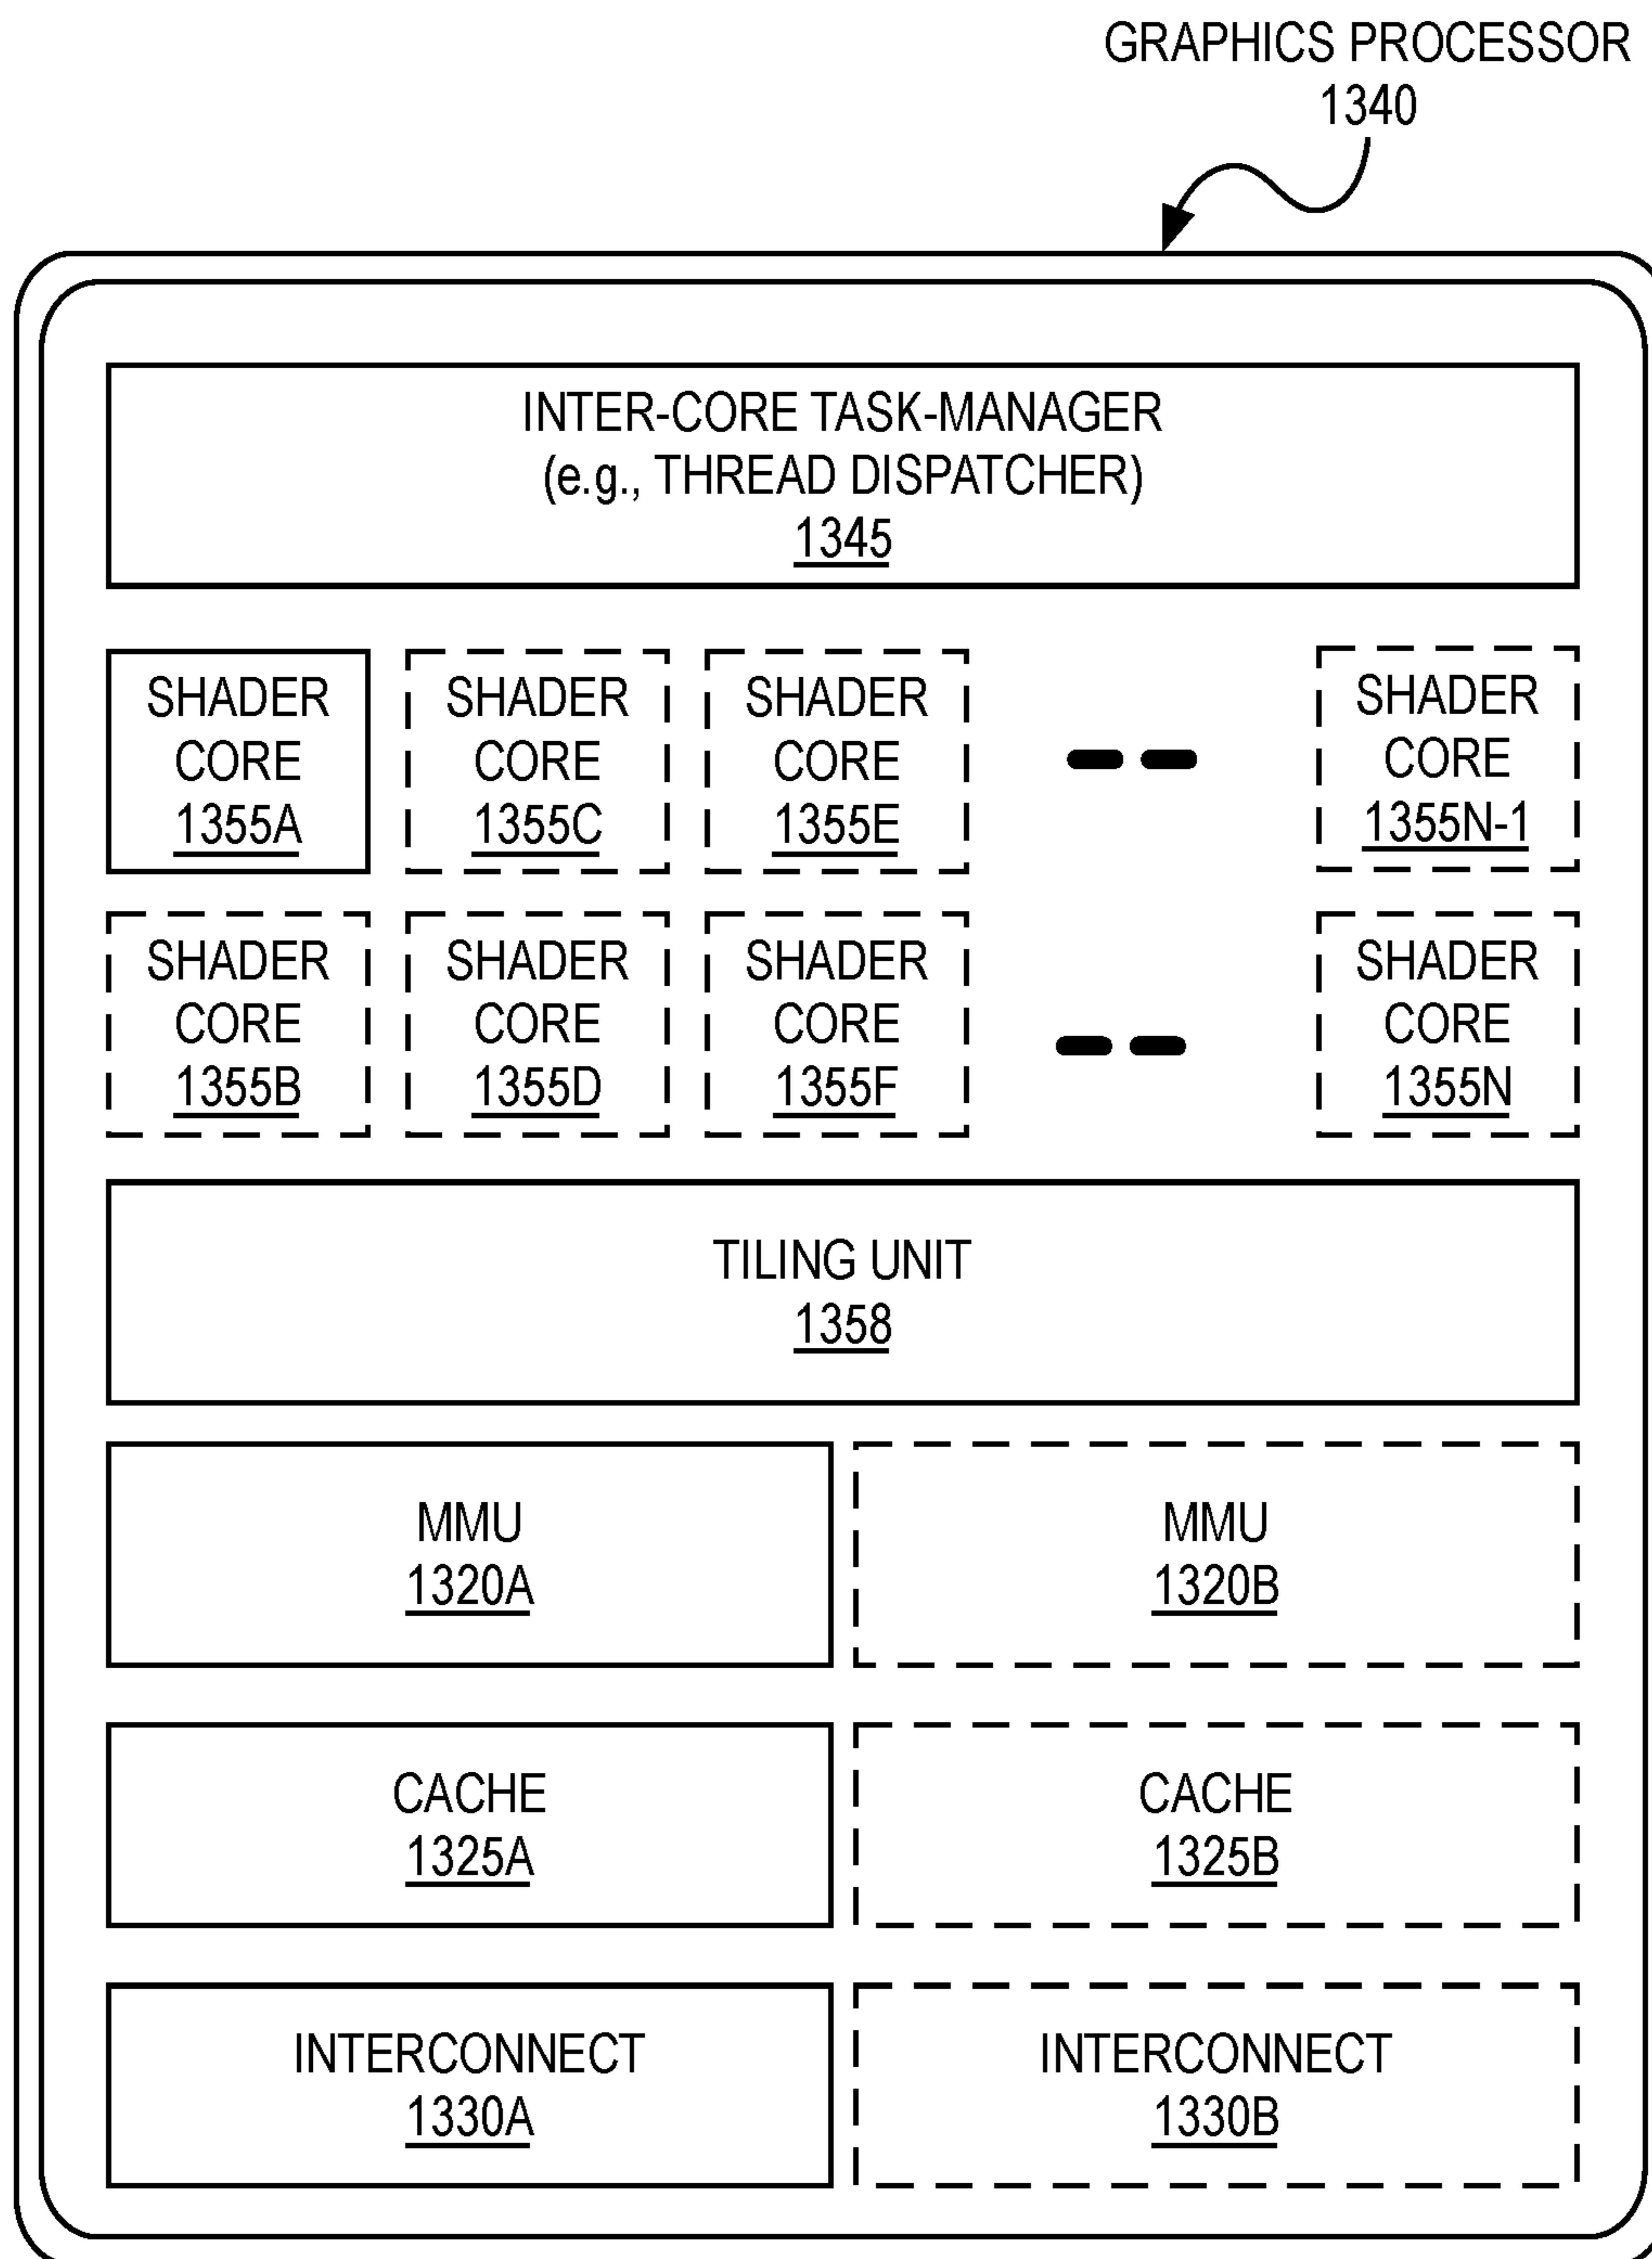 GRAPHICS PROCESSOR
1340
INTER-CORE TASK-MANAGER
(e.g., THREAD DISPATCHER)
1345
SHADER
CORE
1355A
SHADER
CORE
1355C
SHADER
CORE
1355E
SHADER
CORE
1355N-1
SHADER
CORE
1355B
SHADER
CORE
1355D
SHADER
CORE
1355F
SHADER
CORE
1355N
TILING UNIT
1358
MMU
1320A
MMU
1320B
CACHE
1325A
CACHE
1325B
INTERCONNECT
1330A
INTERCONNECT
1330B